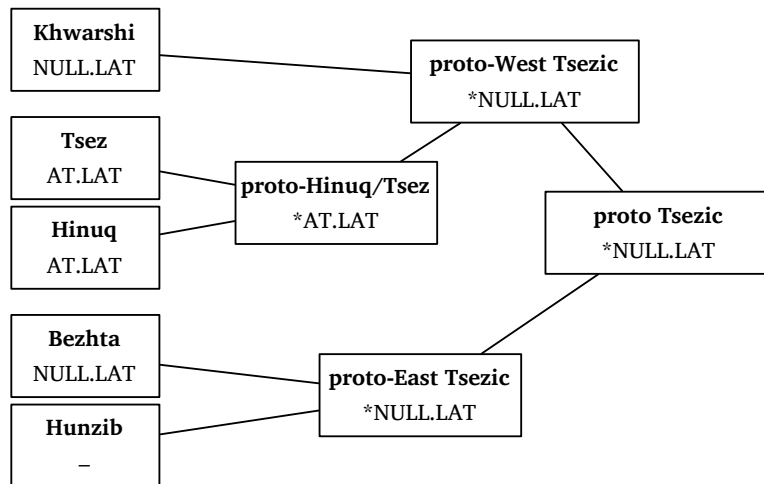 Khwarshi
NULL.LAT
proto-West Tsezic
*NULL.LAT
Tsez
AT.LAT
proto-Hinuq/Tsez
*AT.LAT
Hinuq
AT.LAT
proto Tsezic
*NULL.LAT
Bezhta
NULL.LAT
proto-East Tsezic
*NULL.LAT
Hunzib
–